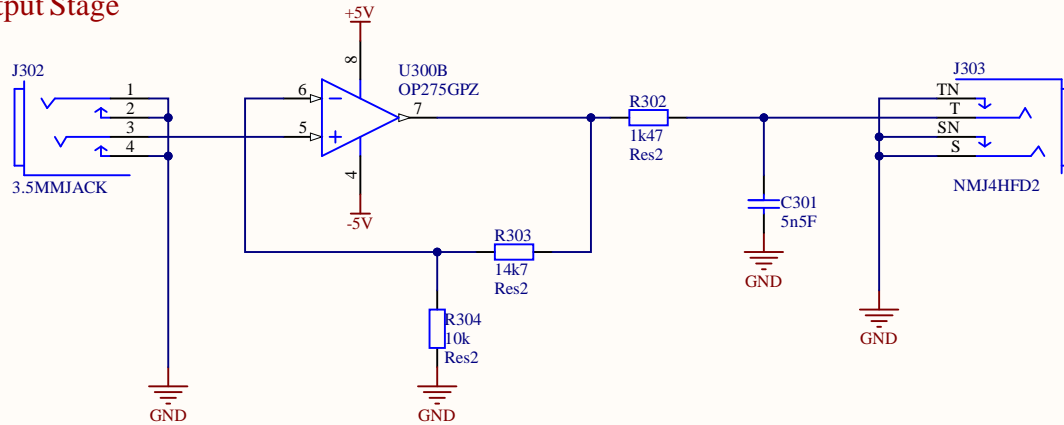 tput Stage
+5V
8
J302
1
2
3
4
3.5MMJACK
6
5
U300B
OP275GPZ
7
4
-5V
R302
1k47
Res2
J303
TN
T
SN
S
NMJ4HFD2
C301
5n5F
GND
R303
14k7
Res2
R304
10k
Res2
GND
GND
GND